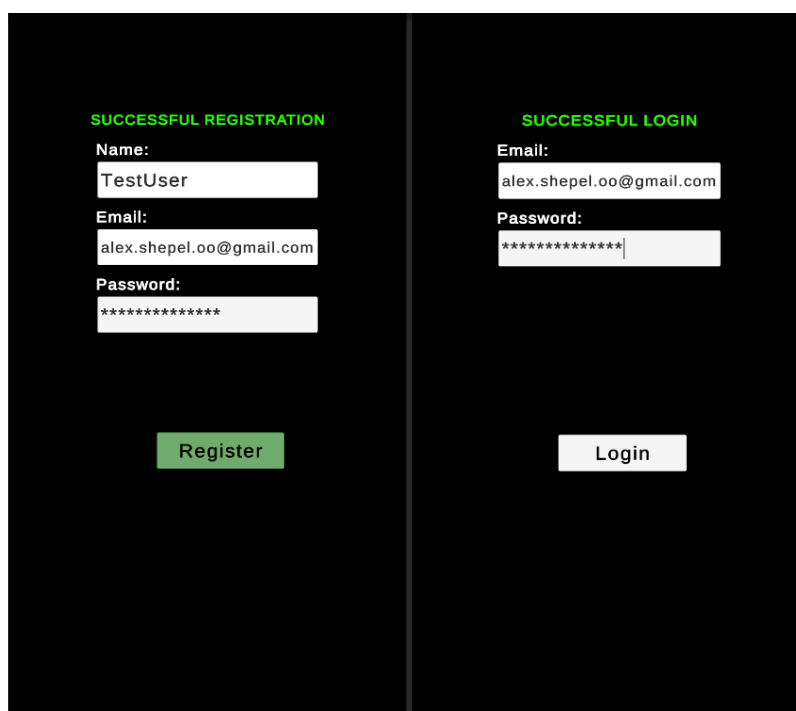 SUCCESSFUL REGISTRATION
Name:
TestUser
Email:
alex.shepel.oo@gmail.com
Password:
**************
Register
SUCCESSFUL LOGIN
Email:
alex.shepel.oo@gmail.com
Password:
**************
Login